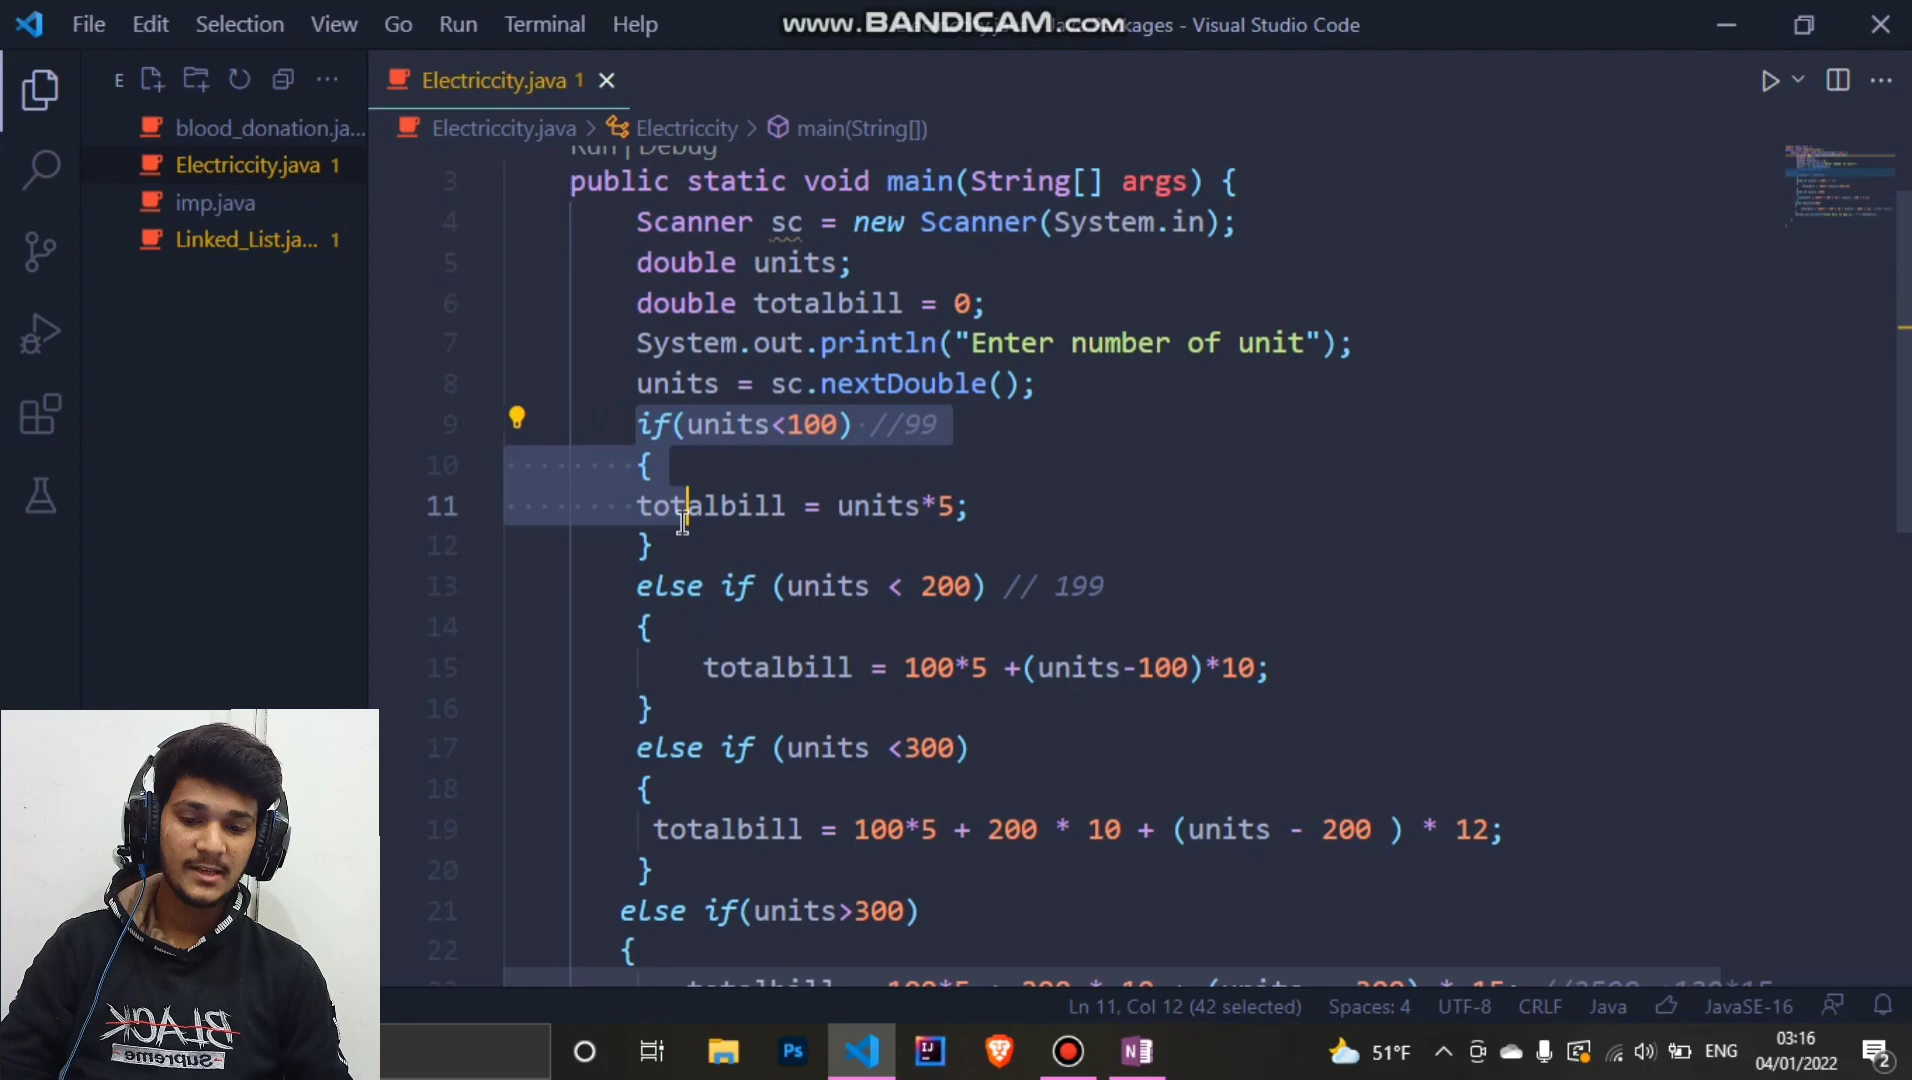 File Edit Selection View Go Run Terminal Help
www.BANDICAM.com
- Visual Studio Code
E
Electriccity.java 1
Electriccity.java > Electriccity > main(String[])
blood_donation.ja...
Electriccity.java 1
imp.java
Linked_List.ja... 1
Run | Debug
3 public static void main(String[] args) {
4 Scanner sc = new Scanner(System.in);
5 double units;
6 double totalbill = 0;
7 System.out.println("Enter number of unit");
8 units = sc.nextDouble();
9 if(units<100) //99
10 {
11 totalbill = units*5;
12 }
13 else if (units < 200) // 199
14 {
15 totalbill = 100*5 +(units-100)*10;
16 }
17 else if (units <300)
18 {
19 totalbill = 100*5 + 200 * 10 + (units - 200 ) * 12;
20 }
21 else if(units>300)
22 {
BLACK
Supreme
Ln 11, Col 12 (42 selected) Spaces: 4 UTF-8 CRLF Java JavaSE-16
Ps
IJ
N
51°F
ENG
03:16
04/01/2022
2